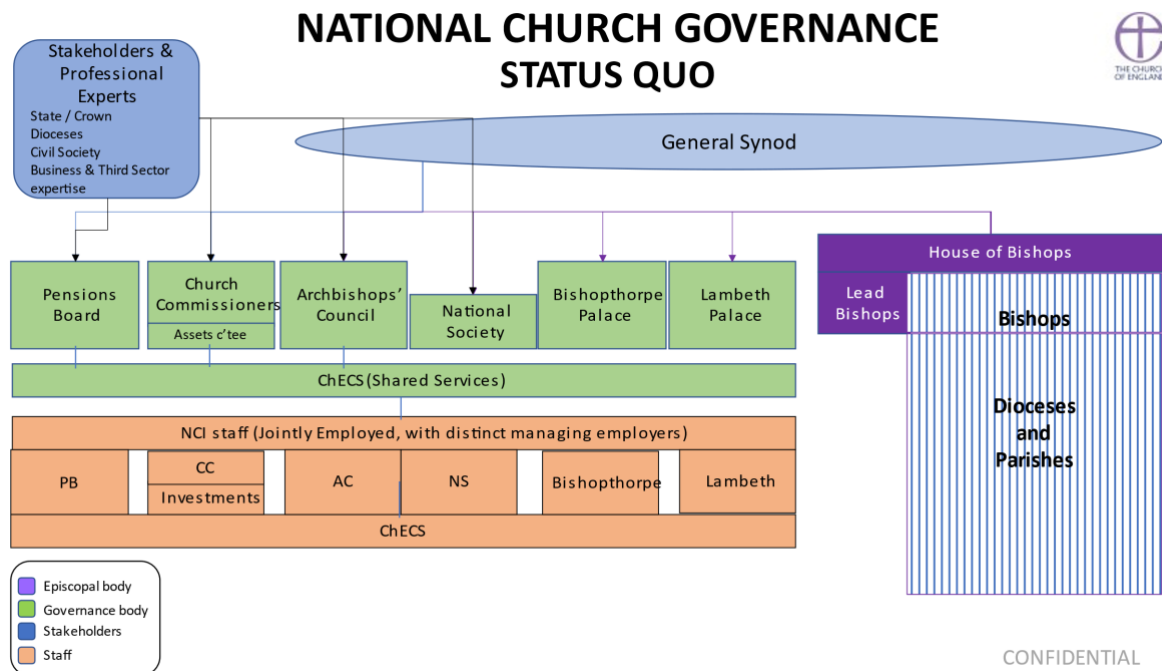 NATIONAL CHURCH GOVERNANCE
STATUS QUO
THE CHURCH
OF ENGLAND
Stakeholders &
Professional
Experts
State / Crown
Dioceses
Civil Society
Business & Third Sector
expertise
General Synod
House of Bishops
Lead
Bishops
Bishops
Dioceses
and
Parishes
Pensions
Board
Church
Commissioners
Assets c'tee
Archbishops'
Council
National
Society
Bishopthorpe
Palace
Lambeth
Palace
ChECS(Shared Services)
NCI staff (Jointly Employed, with distinct managing employers)
PB
CC
Investments
AC
NS
Bishopthorpe
Lambeth
ChECS
Episcopal body
Governance body
Stakeholders
Staff
CONFIDENTIAL